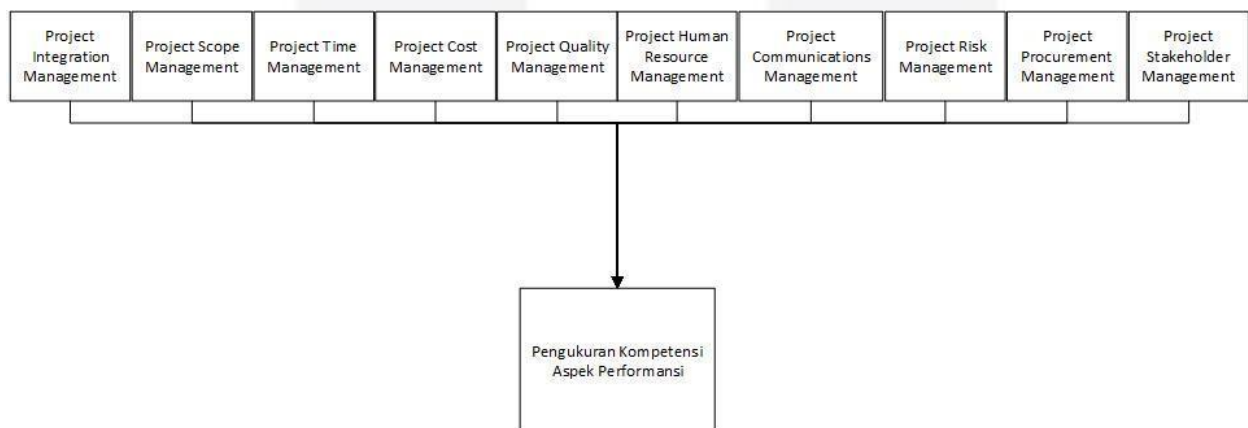 Project
Integration
Management
Project Scope
Management
Project Time
Management
Project Cost
Management
Project Quality
Management
Project Human
Resource
Management
Project
Communications
Management
Project Risk
Management
Project
Procurement
Management
Project
Stakeholder
Management
Pengukuran Kompetensi
Aspek Performansi